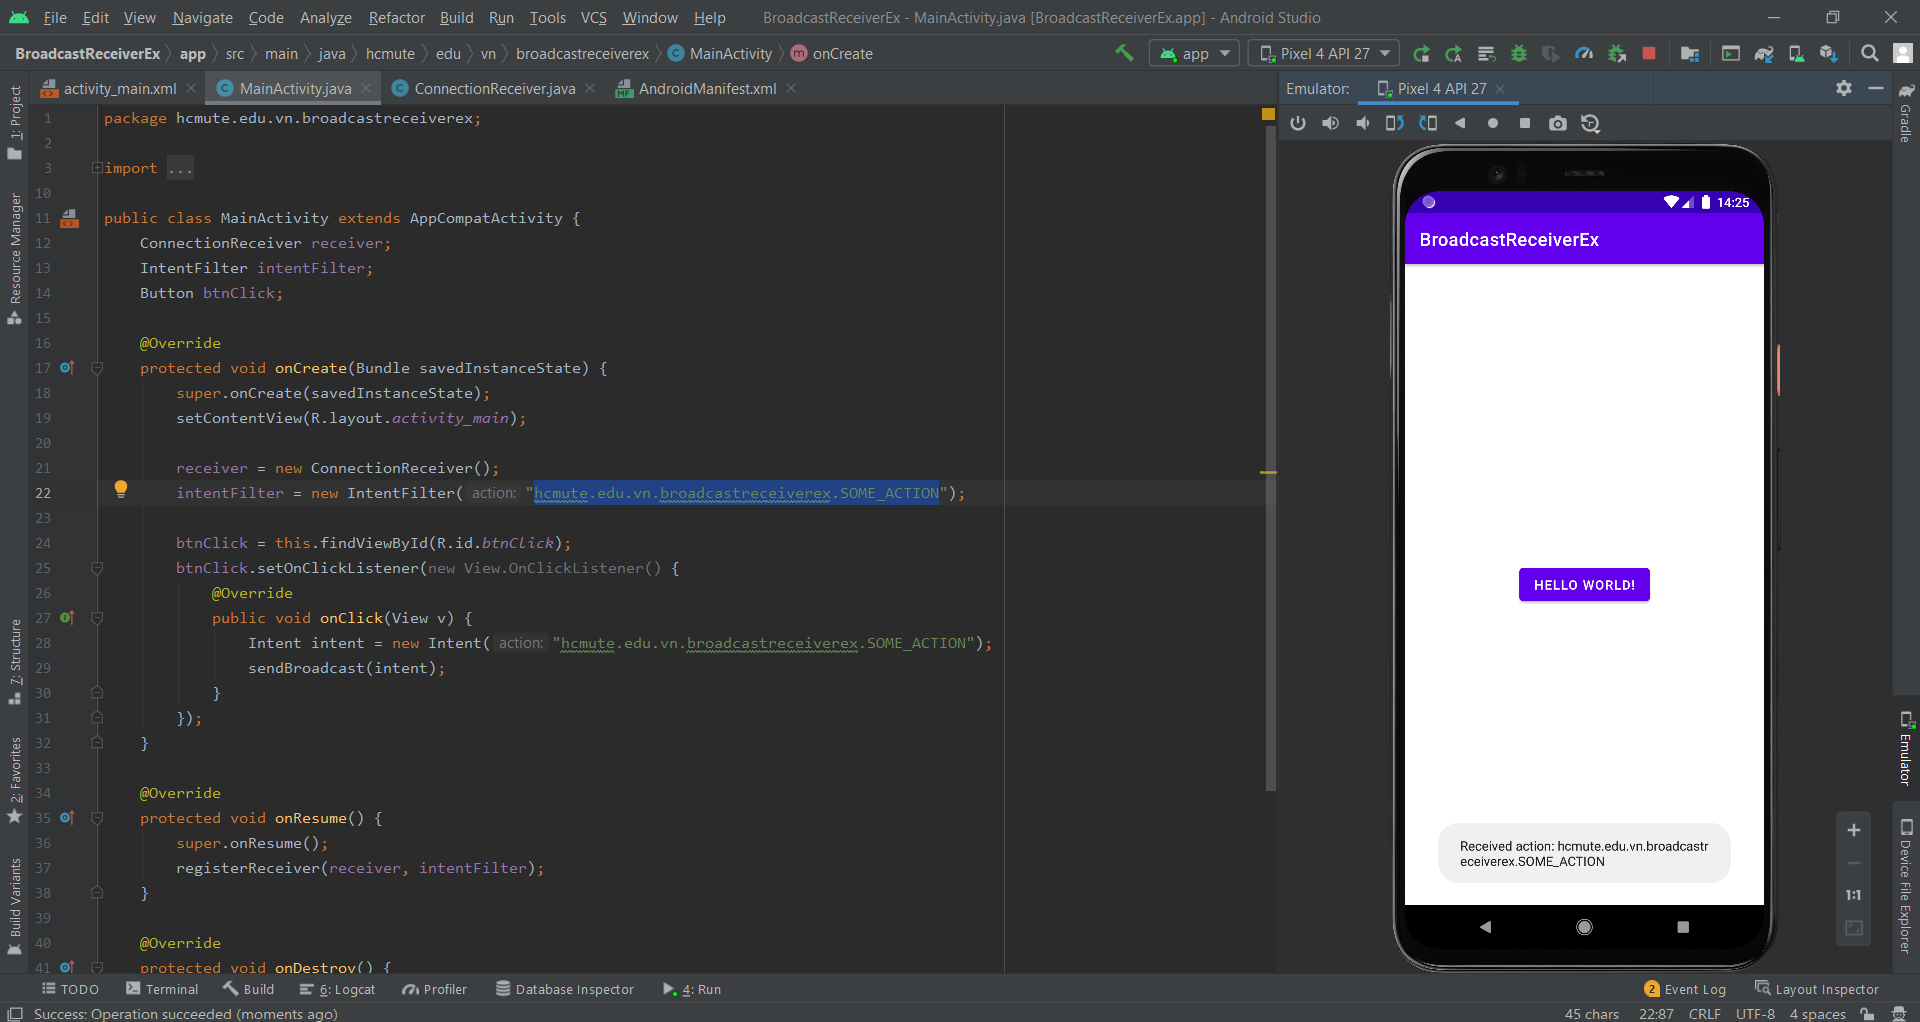 File Edit View Navigate Code Analyze Refactor Build Run Tools VCS Window Help BroadcastReceiverEx - MainActivity.java [BroadcastReceiverEx.app] - Android Studio
BroadcastReceiverEx app src main java hcmute edu vn broadcastreceiverex MainActivity onCreate app Pixel 4 API 27
activity_main.xml MainActivity.java ConnectionReceiver.java AndroidManifest.xml Emulator: Pixel 4 API 27
1: Project
Resource Manager
7: Structure
2: Favorites
Build Variants
1 package hcmute.edu.vn.broadcastreceiverex;
2
3 import ...
10
11 public class MainActivity extends AppCompatActivity {
12 ConnectionReceiver receiver;
13 IntentFilter intentFilter;
14 Button btnClick;
15
16 @Override
17 protected void onCreate(Bundle savedInstanceState) {
18 super.onCreate(savedInstanceState);
19 setContentView(R.layout.activity_main);
20
21 receiver = new ConnectionReceiver();
22 intentFilter = new IntentFilter( action: "hcmute.edu.vn.broadcastreceiverex.SOME_ACTION");
23
24 btnClick = this.findViewById(R.id.btnClick);
25 btnClick.setOnClickListener(new View.OnClickListener() {
26 @Override
27 public void onClick(View v) {
28 Intent intent = new Intent( action: "hcmute.edu.vn.broadcastreceiverex.SOME_ACTION");
29 sendBroadcast(intent);
30 }
31 });
32 }
33
34 @Override
35 protected void onResume() {
36 super.onResume();
37 registerReceiver(receiver, intentFilter);
38 }
39
40 @Override
41 protected void onDestroy() {
14:25
BroadcastReceiverEx
HELLO WORLD!
Received action: hcmute.edu.vn.broadcastr
eceiverex.SOME_ACTION
1:1
Gradle
Emulator
Device File Explorer
TODO Terminal Build 6: Logcat Profiler Database Inspector 4: Run 2 Event Log Layout Inspector
Success: Operation succeeded (moments ago) 45 chars 22:87 CRLF UTF-8 4 spaces